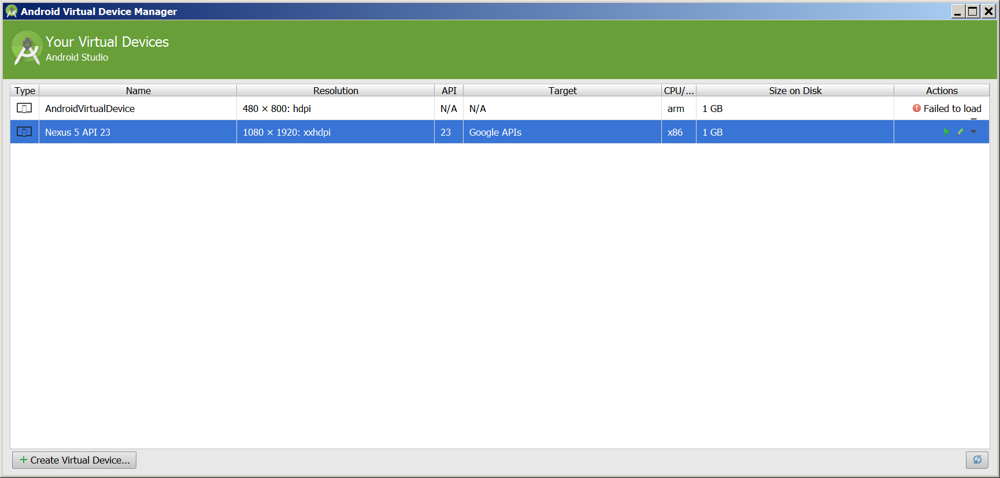 Android Virtual Device Manager
Your Virtual Devices
Android Studio
Type Name Resolution API Target CPU/... Size on Disk Actions
AndroidVirtualDevice 480 × 800: hdpi N/A N/A arm 1 GB Failed to load
Nexus 5 API 23 1080 × 1920: xxhdpi 23 Google APIs x86 1 GB
Create Virtual Device...